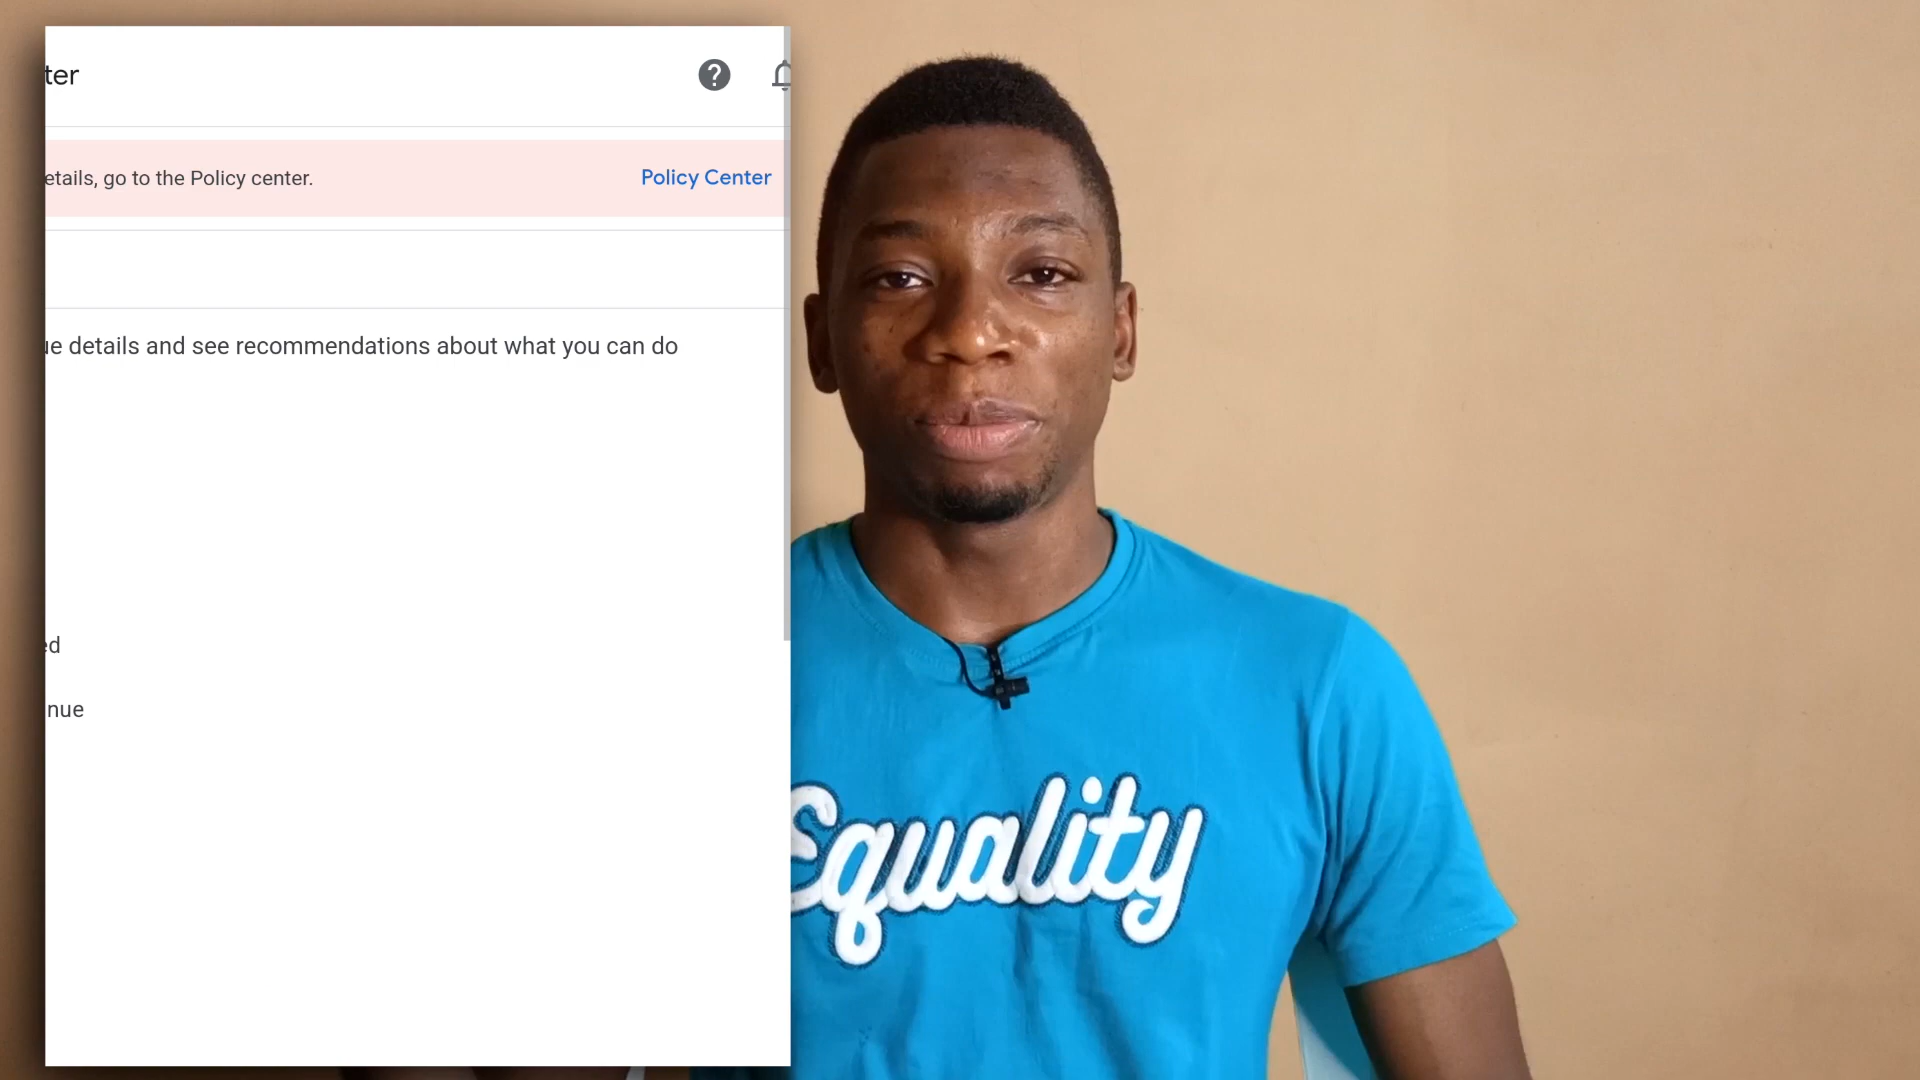 ter
etails, go to the Policy center.
Policy Center
ue details and see recommendations about what you can do
ed
nue
Equality